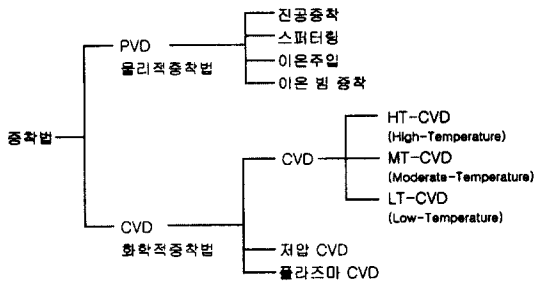 진공증착
스퍼터링
PVD
물리적증착법
이온주입
이온 빔 증착
증착법
HT-CVD
(High-Temperature)
CVD
MT-CVD
(Moderate-Temperature)
LT-CVD
(Low-Temperature)
CVD
화학적증착법
저압 CVD
플라즈마 CVD